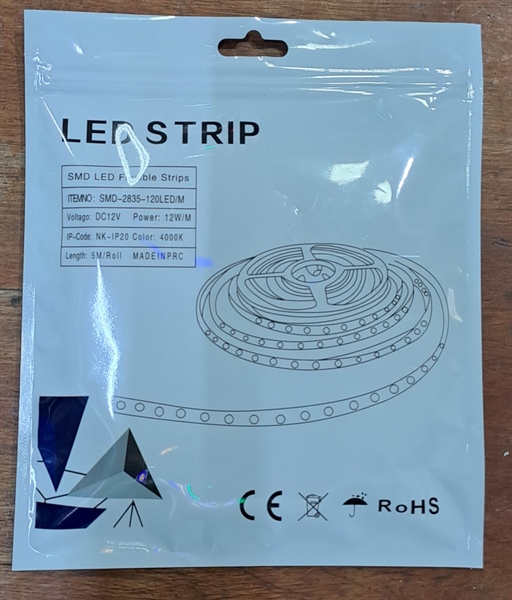 LED STRIP
SMD LED Flexible Strips
ITEMNO: SMD-2835-120LED/M
Voltago: DC12V Power: 12W/M
IP-Code: NK-IP20 Color: 4000K
Length: 5M/Roll MADEINPRC
CE RoHS